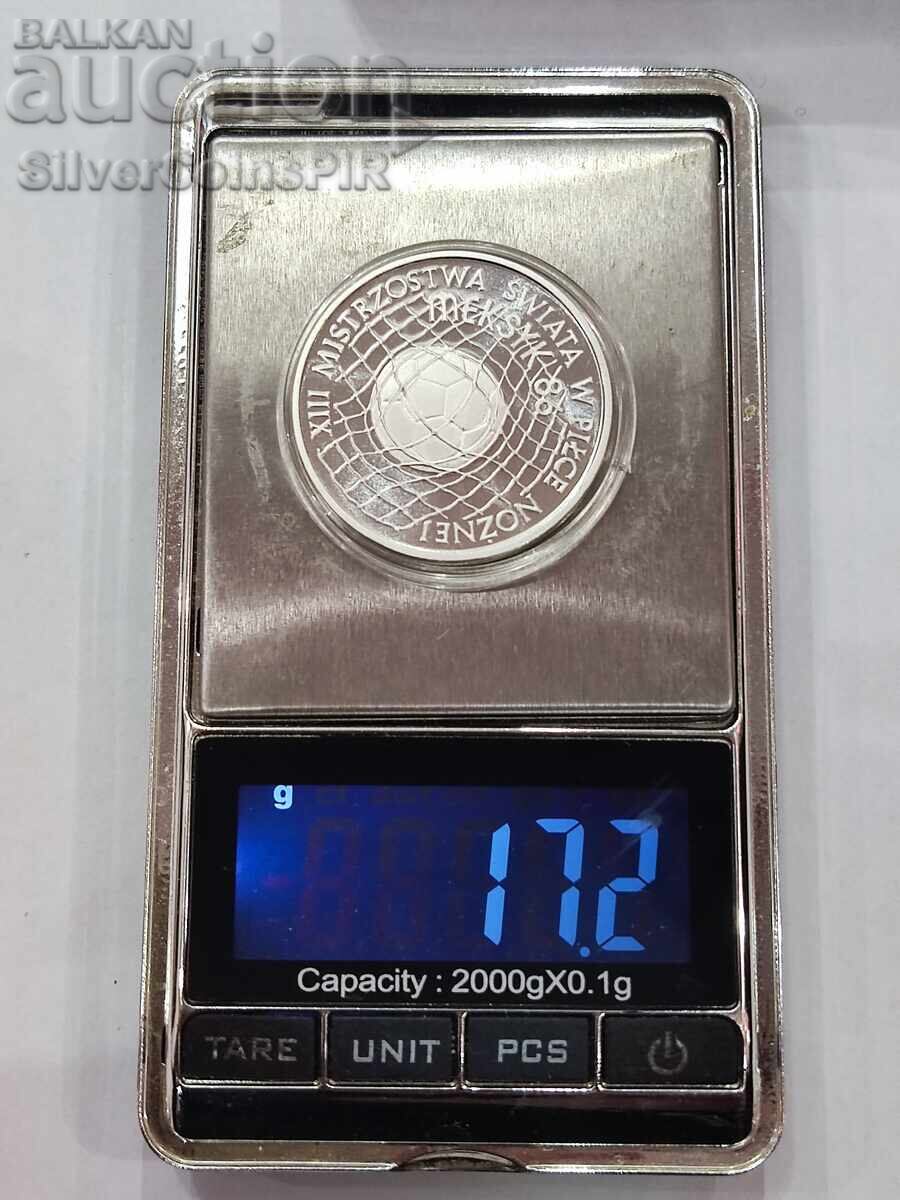 BALKAN
auction
SilverCoinsPIR
XIII MISTRZOSTWA ŚWIATA W PIŁCE NOŻNEJ
MEKSYK 86
g
17.2
Capacity : 2000gX0.1g
TARE UNIT PCS